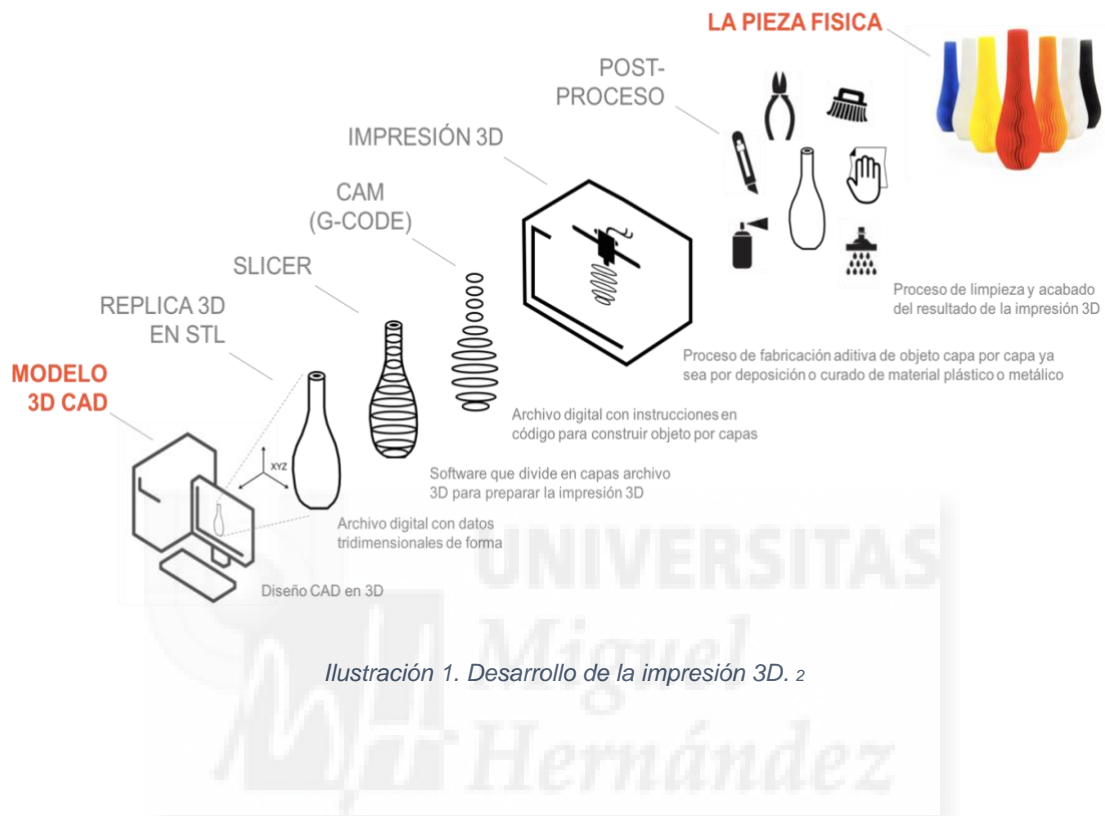 LA PIEZA FISICA
POST-
PROCESO
IMPRESIÓN 3D
CAM
(G-CODE)
SLICER
REPLICA 3D
EN STL
MODELO
3D CAD
XYZ
Proceso de limpieza y acabado
del resultado de la impresión 3D
Proceso de fabricación aditiva de objeto capa por capa ya
sea por deposición o curado de material plástico o metálico
Archivo digital con instrucciones en
código para construir objeto por capas
Software que divide en capas archivo
3D para preparar la impresión 3D
Archivo digital con datos
tridimensionales de forma
Diseño CAD en 3D
UNIVERSITAS
Miguel
Hernández
Ilustración 1. Desarrollo de la impresión 3D. 2